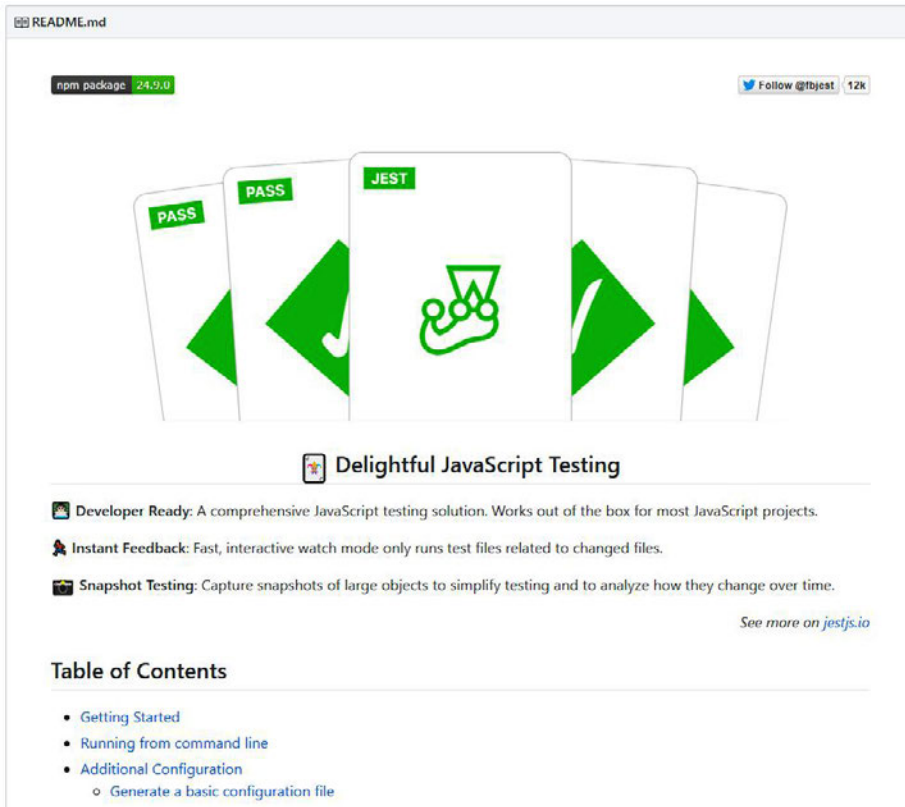 README.md
npm package 24.9.0
Follow @fbjest 12k
PASS
PASS
JEST
Delightful JavaScript Testing
Developer Ready: A comprehensive JavaScript testing solution. Works out of the box for most JavaScript projects.
Instant Feedback: Fast, interactive watch mode only runs test files related to changed files.
Snapshot Testing: Capture snapshots of large objects to simplify testing and to analyze how they change over time.
See more on jestjs.io
Table of Contents
• Getting Started
• Running from command line
• Additional Configuration
◦ Generate a basic configuration file